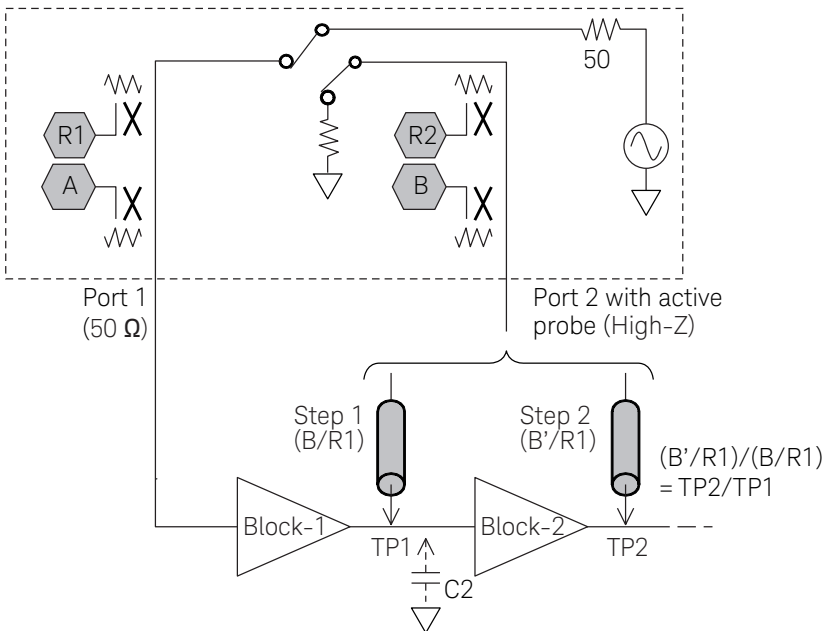 50
R1
R2
A
B
Port 1
(50 Ω)
Port 2 with active
probe (High-Z)
Step 1
(B/R1)
Step 2
(B’/R1)
(B’/R1)/(B/R1)
= TP2/TP1
Block-1
TP1
Block-2
TP2
C2